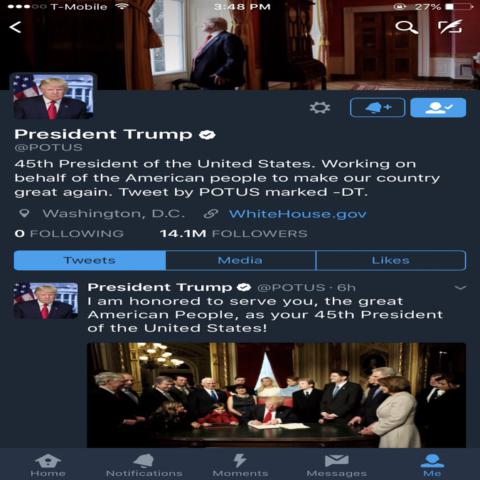 T-Mobile 3:48 PM 27%
President Trump
@POTUS
45th President of the United States. Working on
behalf of the American people to make our country
great again. Tweet by POTUS marked -DT.
Washington, D.C. WhiteHouse.gov
0 FOLLOWING 14.1M FOLLOWERS
Tweets Media Likes
President Trump @POTUS · 6h
I am honored to serve you, the great
American People, as your 45th President
of the United States!
Home Notifications Moments Messages Me